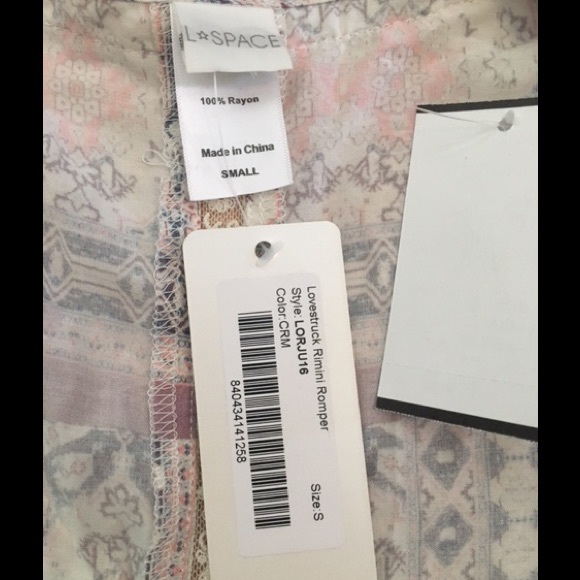 L☆SPACE
100% Rayon
Made in China
SMALL
Lovestruck Rimini Romper
Style: LORJU16
Color:CRM
Size:S
840434141258